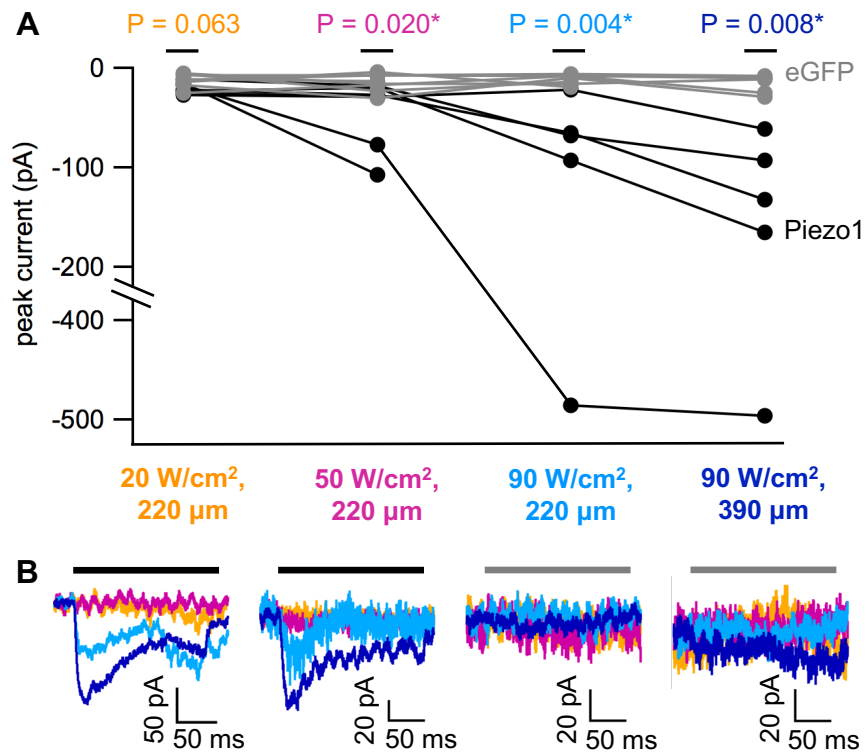 A
P = 0.063 P = 0.020* P = 0.004* P = 0.008*
0
eGFP
-100
Piezo1
-200
-400
-500
peak current (pA)
20 W/cm², 50 W/cm², 90 W/cm², 90 W/cm²,
220 µm 220 µm 220 µm 390 µm
B
50 pA 20 pA 20 pA 20 pA
50 ms 50 ms 50 ms 50 ms